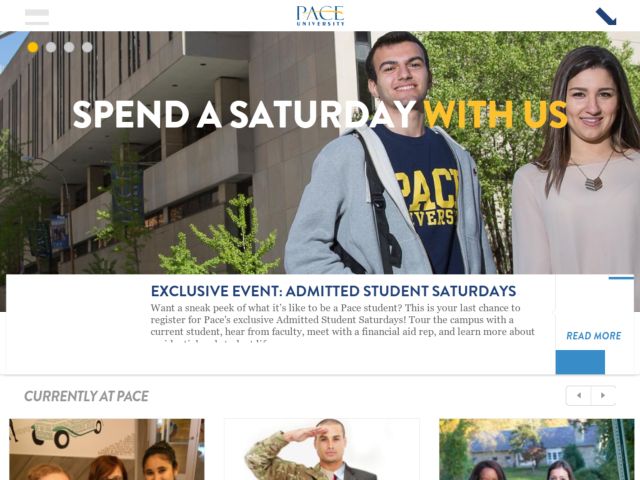 PACE
UNIVERSITY
SPEND A SATURDAY WITH US
PACE
UNIVERSITY
EXCLUSIVE EVENT: ADMITTED STUDENT SATURDAYS
Want a sneak peek of what it's like to be a Pace student? This is your last chance to
register for Pace's exclusive Admitted Student Saturdays! Tour the campus with a
current student, hear from faculty, meet with a financial aid rep, and learn more about
READ MORE
CURRENTLY AT PACE